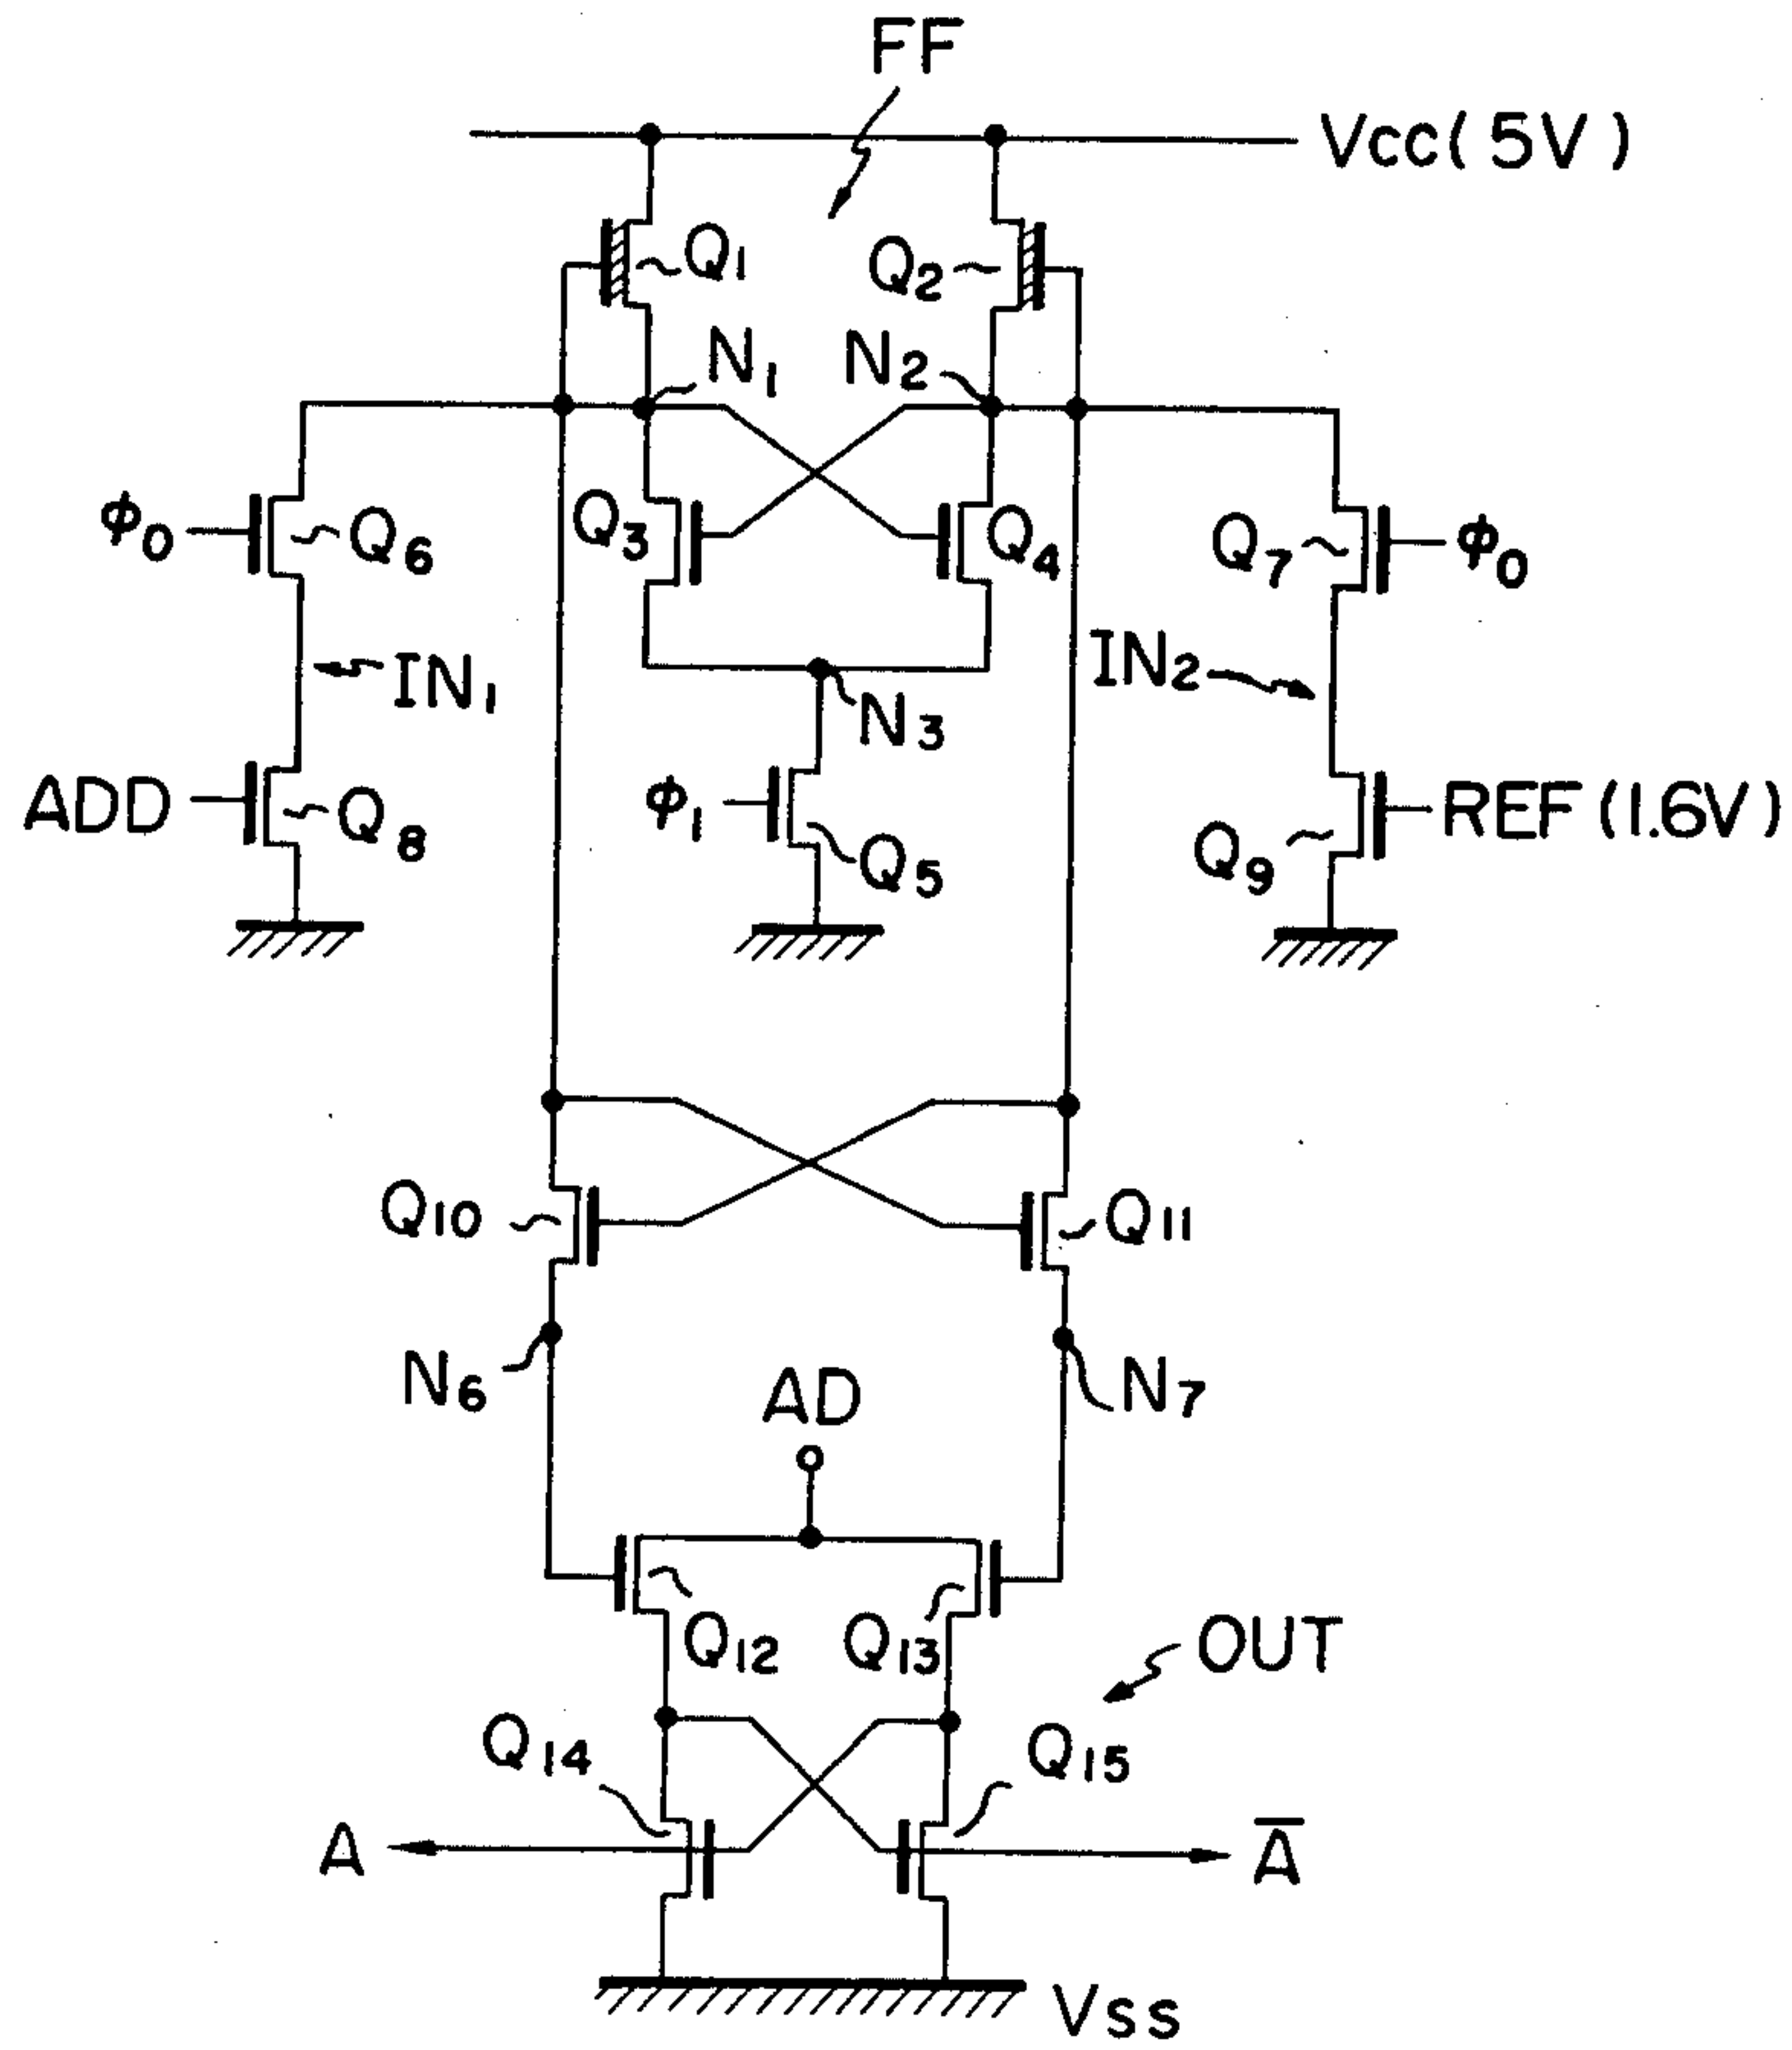 FF
Vcc(5V)
Q1
Q2
N1
N2
φ0
Q6
Q3
Q4
Q7
φ0
IN1
IN2
N3
ADD
Q8
φ1
Q5
Q9
REF(1.6V)
Q10
Q11
N6
AD
N7
Q12
Q13
OUT
Q14
Q15
A
A̅
Vss